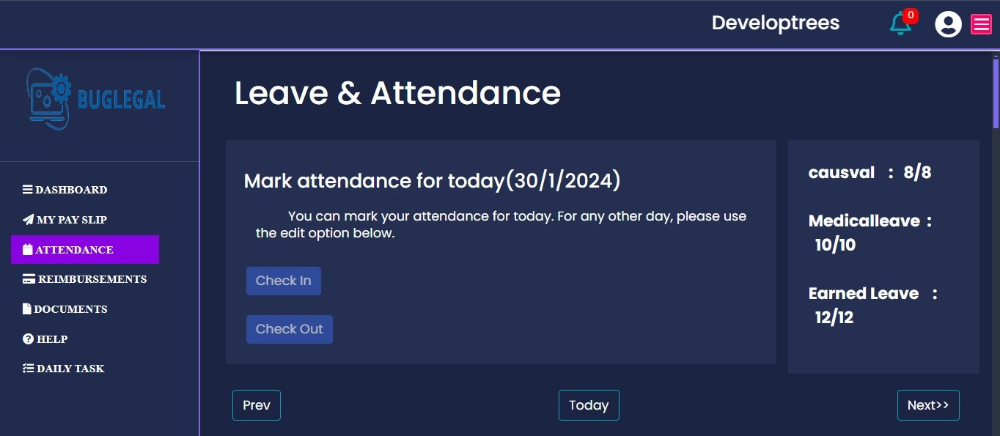 Developtrees
0
BUGLEGAL
DASHBOARD
MY PAY SLIP
ATTENDANCE
REIMBURSEMENTS
DOCUMENTS
HELP
DAILY TASK
Leave & Attendance
Mark attendance for today(30/1/2024)
You can mark your attendance for today. For any other day, please use
the edit option below.
Check In
Check Out
causval : 8/8
Medicalleave :
10/10
Earned Leave :
12/12
Prev
Today
Next>>